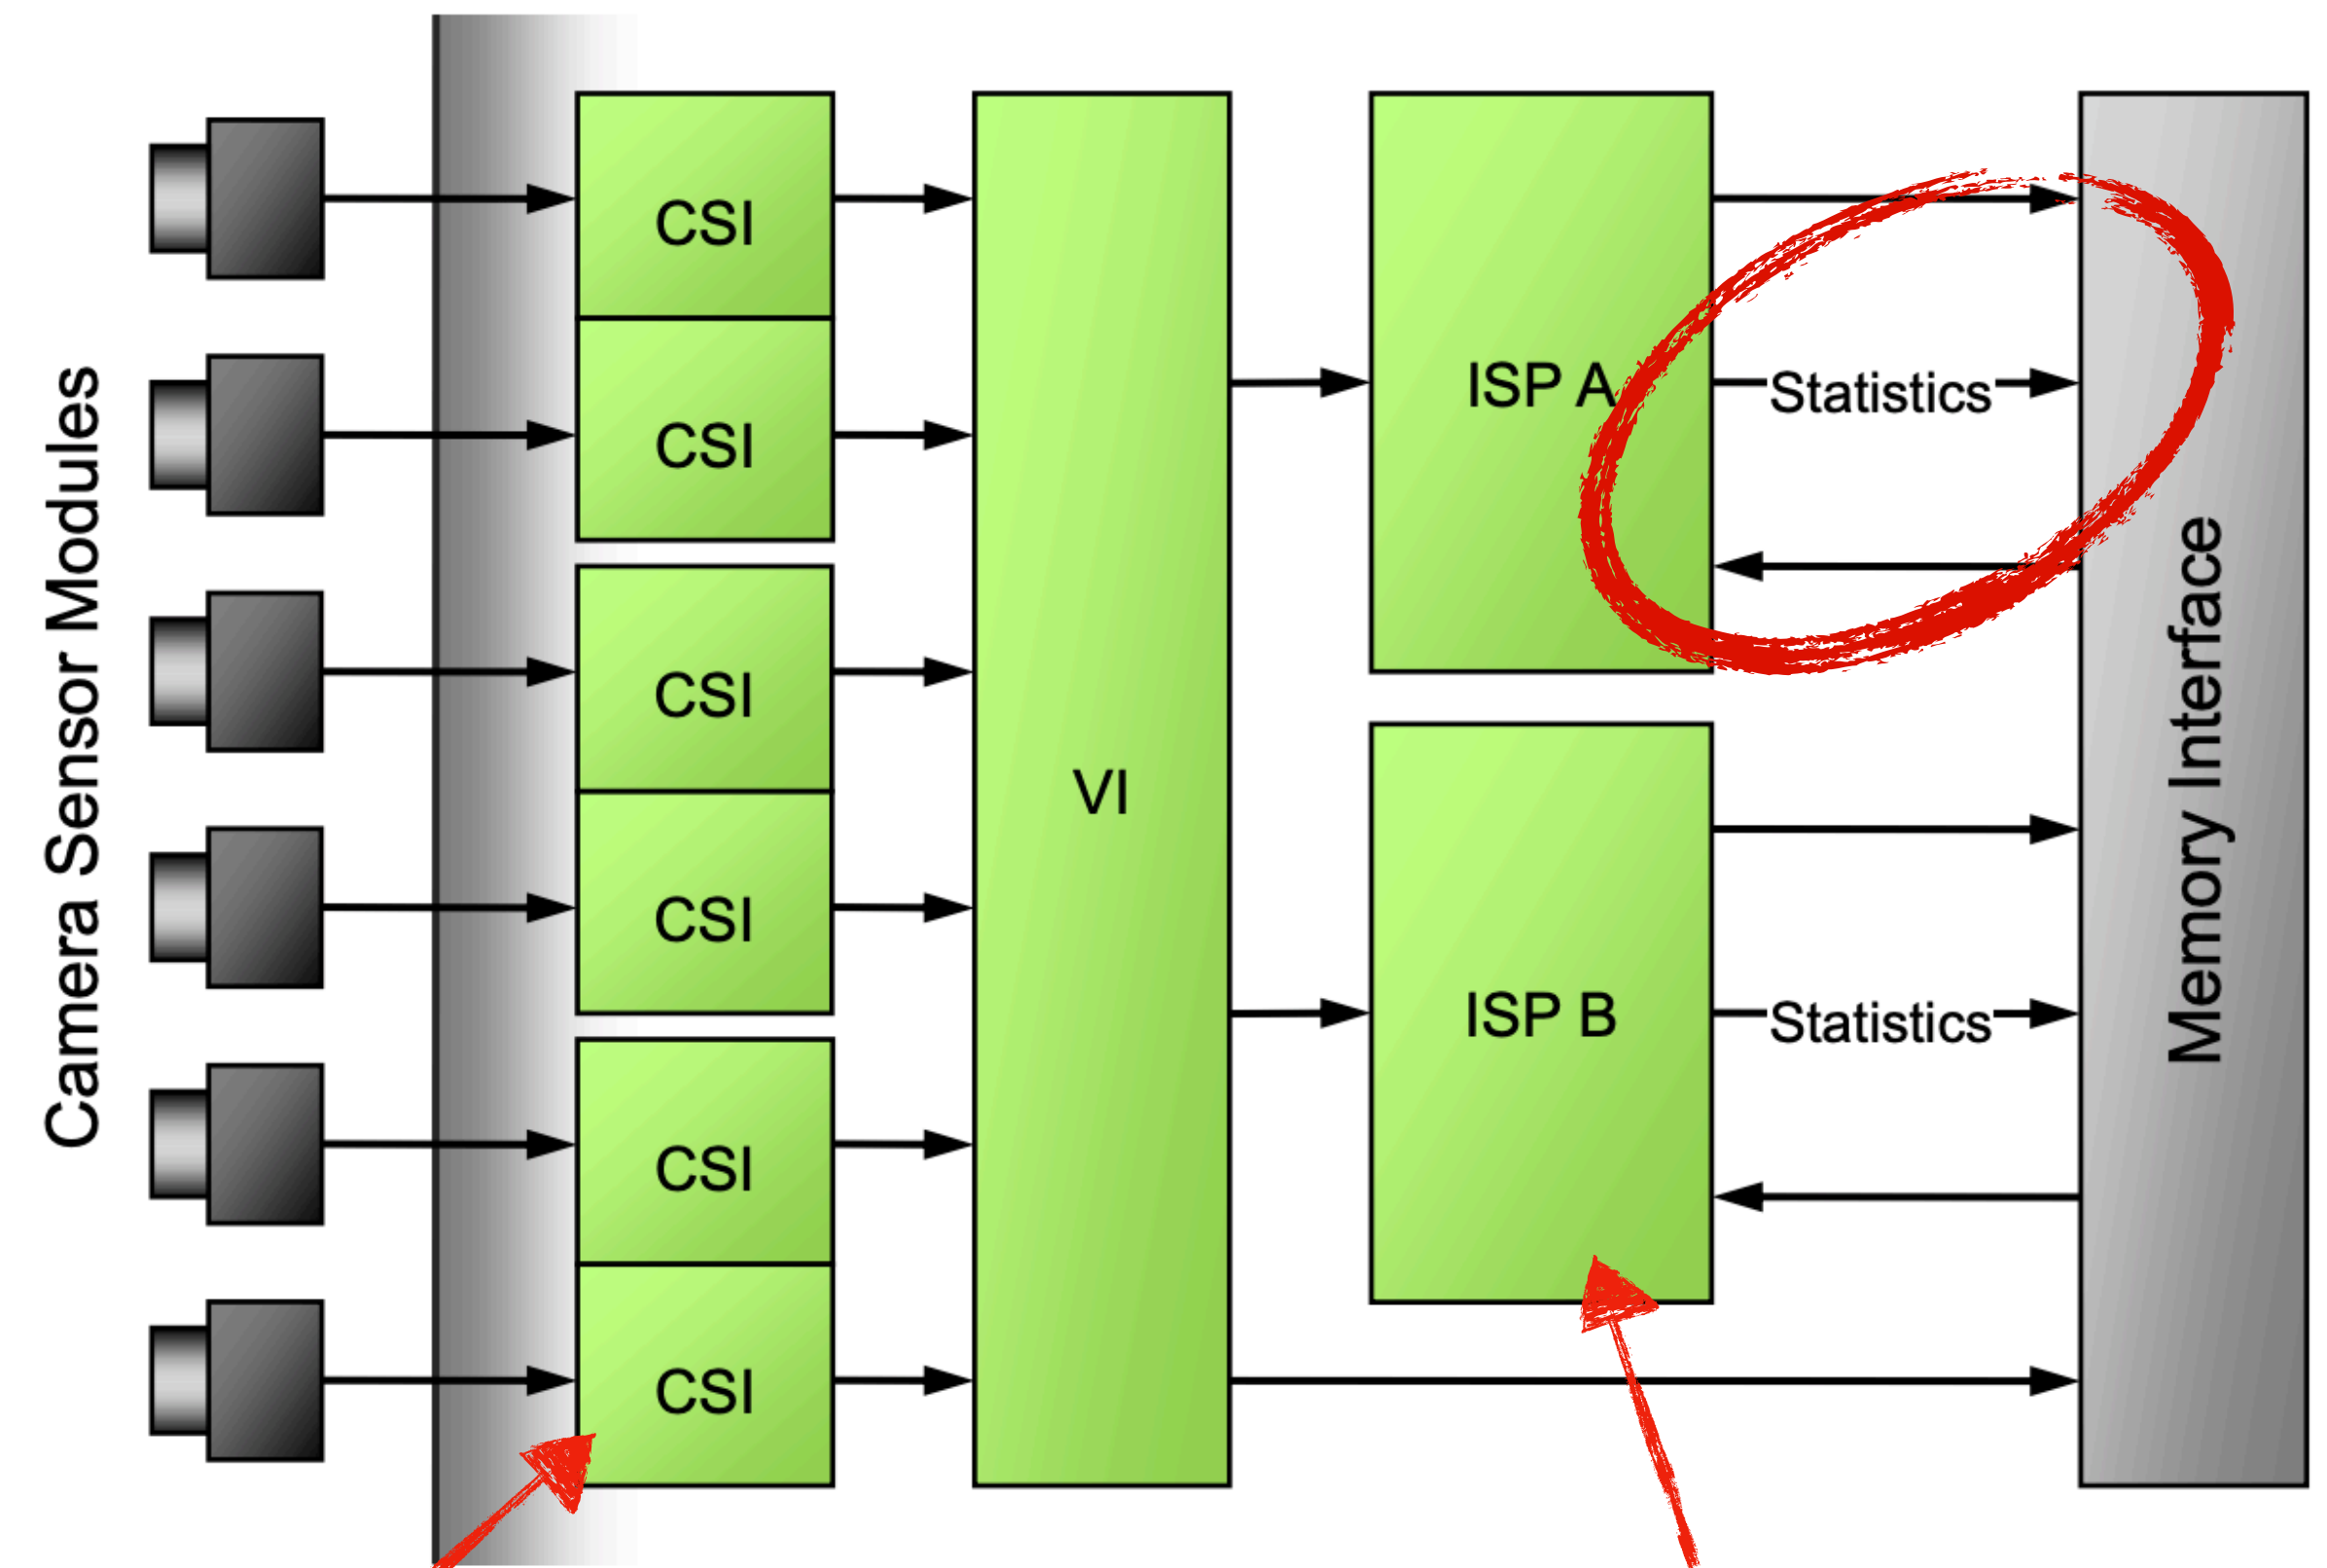 Camera Sensor Modules
CSI
CSI
CSI
CSI
CSI
CSI
VI
ISP A
Statistics
ISP B
Statistics
Memory Interface